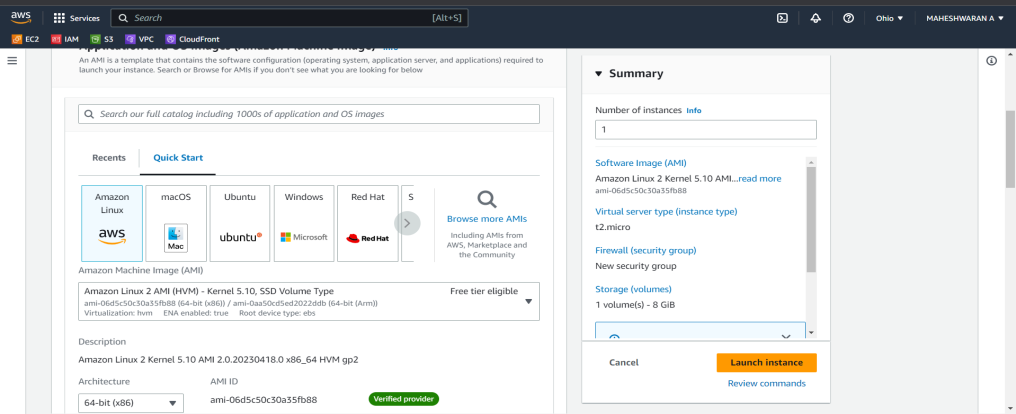 aws
Services
Search
[Alt+S]
Ohio ▼
MAHESHWARAN A ▼
EC2
IAM
S3
VPC
CloudFront
Application and OS Images (Amazon Machine Image) Info
An AMI is a template that contains the software configuration (operating system, application server, and applications) required to
launch your instance. Search or Browse for AMIs if you don't see what you are looking for below
Search our full catalog including 1000s of application and OS images
Recents
Quick Start
Amazon
Linux
aws
macOS
Mac
Ubuntu
ubuntu
Windows
Microsoft
Red Hat
Red Hat
S
Browse more AMIs
Including AMIs from
AWS, Marketplace and
the Community
Amazon Machine Image (AMI)
Amazon Linux 2 AMI (HVM) - Kernel 5.10, SSD Volume Type
Free tier eligible
ami-06d5c50c30a35fb88 (64-bit (x86)) / ami-0aa50cd5ed2022ddb (64-bit (Arm))
Virtualization: hvm ENA enabled: true Root device type: ebs
Description
Amazon Linux 2 Kernel 5.10 AMI 2.0.20230418.0 x86_64 HVM gp2
Architecture
AMI ID
64-bit (x86)
ami-06d5c50c30a35fb88
Verified provider
▼ Summary
Number of instances Info
1
Software Image (AMI)
Amazon Linux 2 Kernel 5.10 AMI...read more
ami-06d5c50c30a35fb88
Virtual server type (instance type)
t2.micro
Firewall (security group)
New security group
Storage (volumes)
1 volume(s) - 8 GiB
Cancel
Launch instance
Review commands